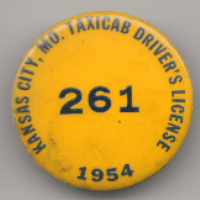 KANSAS CITY, MO. TAXICAB DRIVER'S LICENSE
261
1954